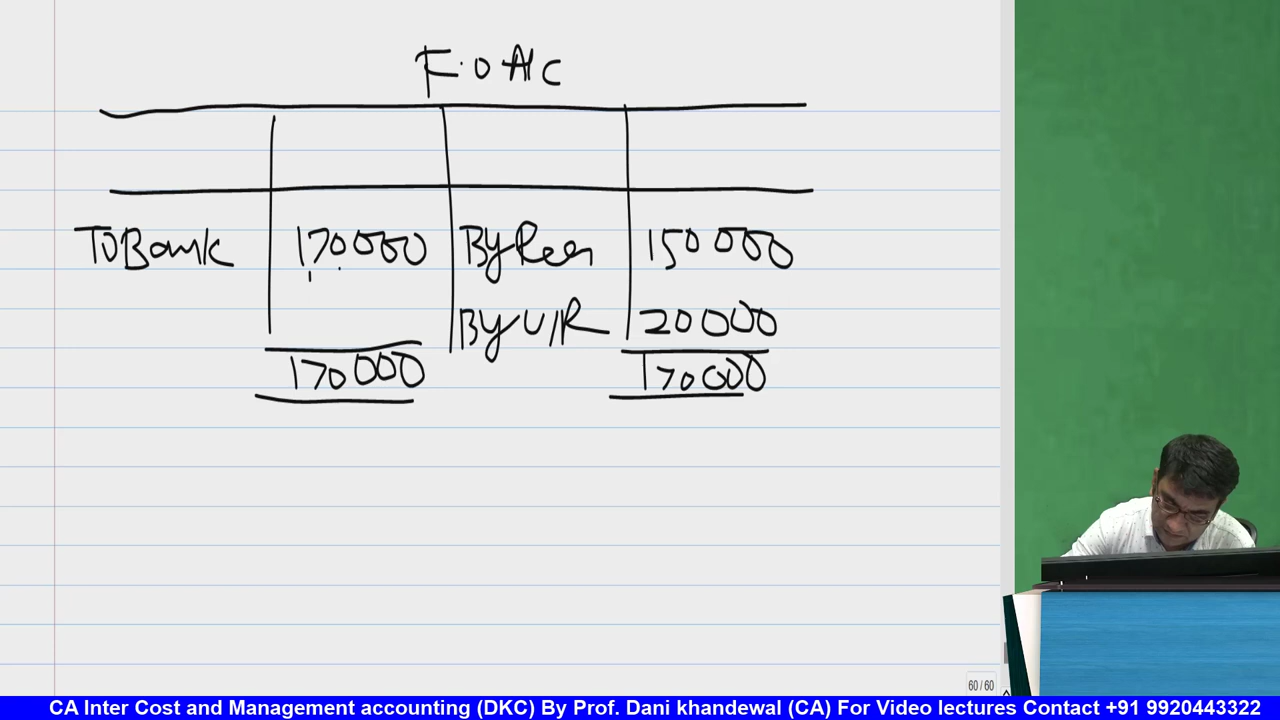 F.O A/c
To Bank 170000 By Rec 150000
By U/R 20000
170000 170000
60/60
CA Inter Cost and Management accounting (DKC) By Prof. Dani khandewal (CA) For Video lectures Contact +91 9920443322